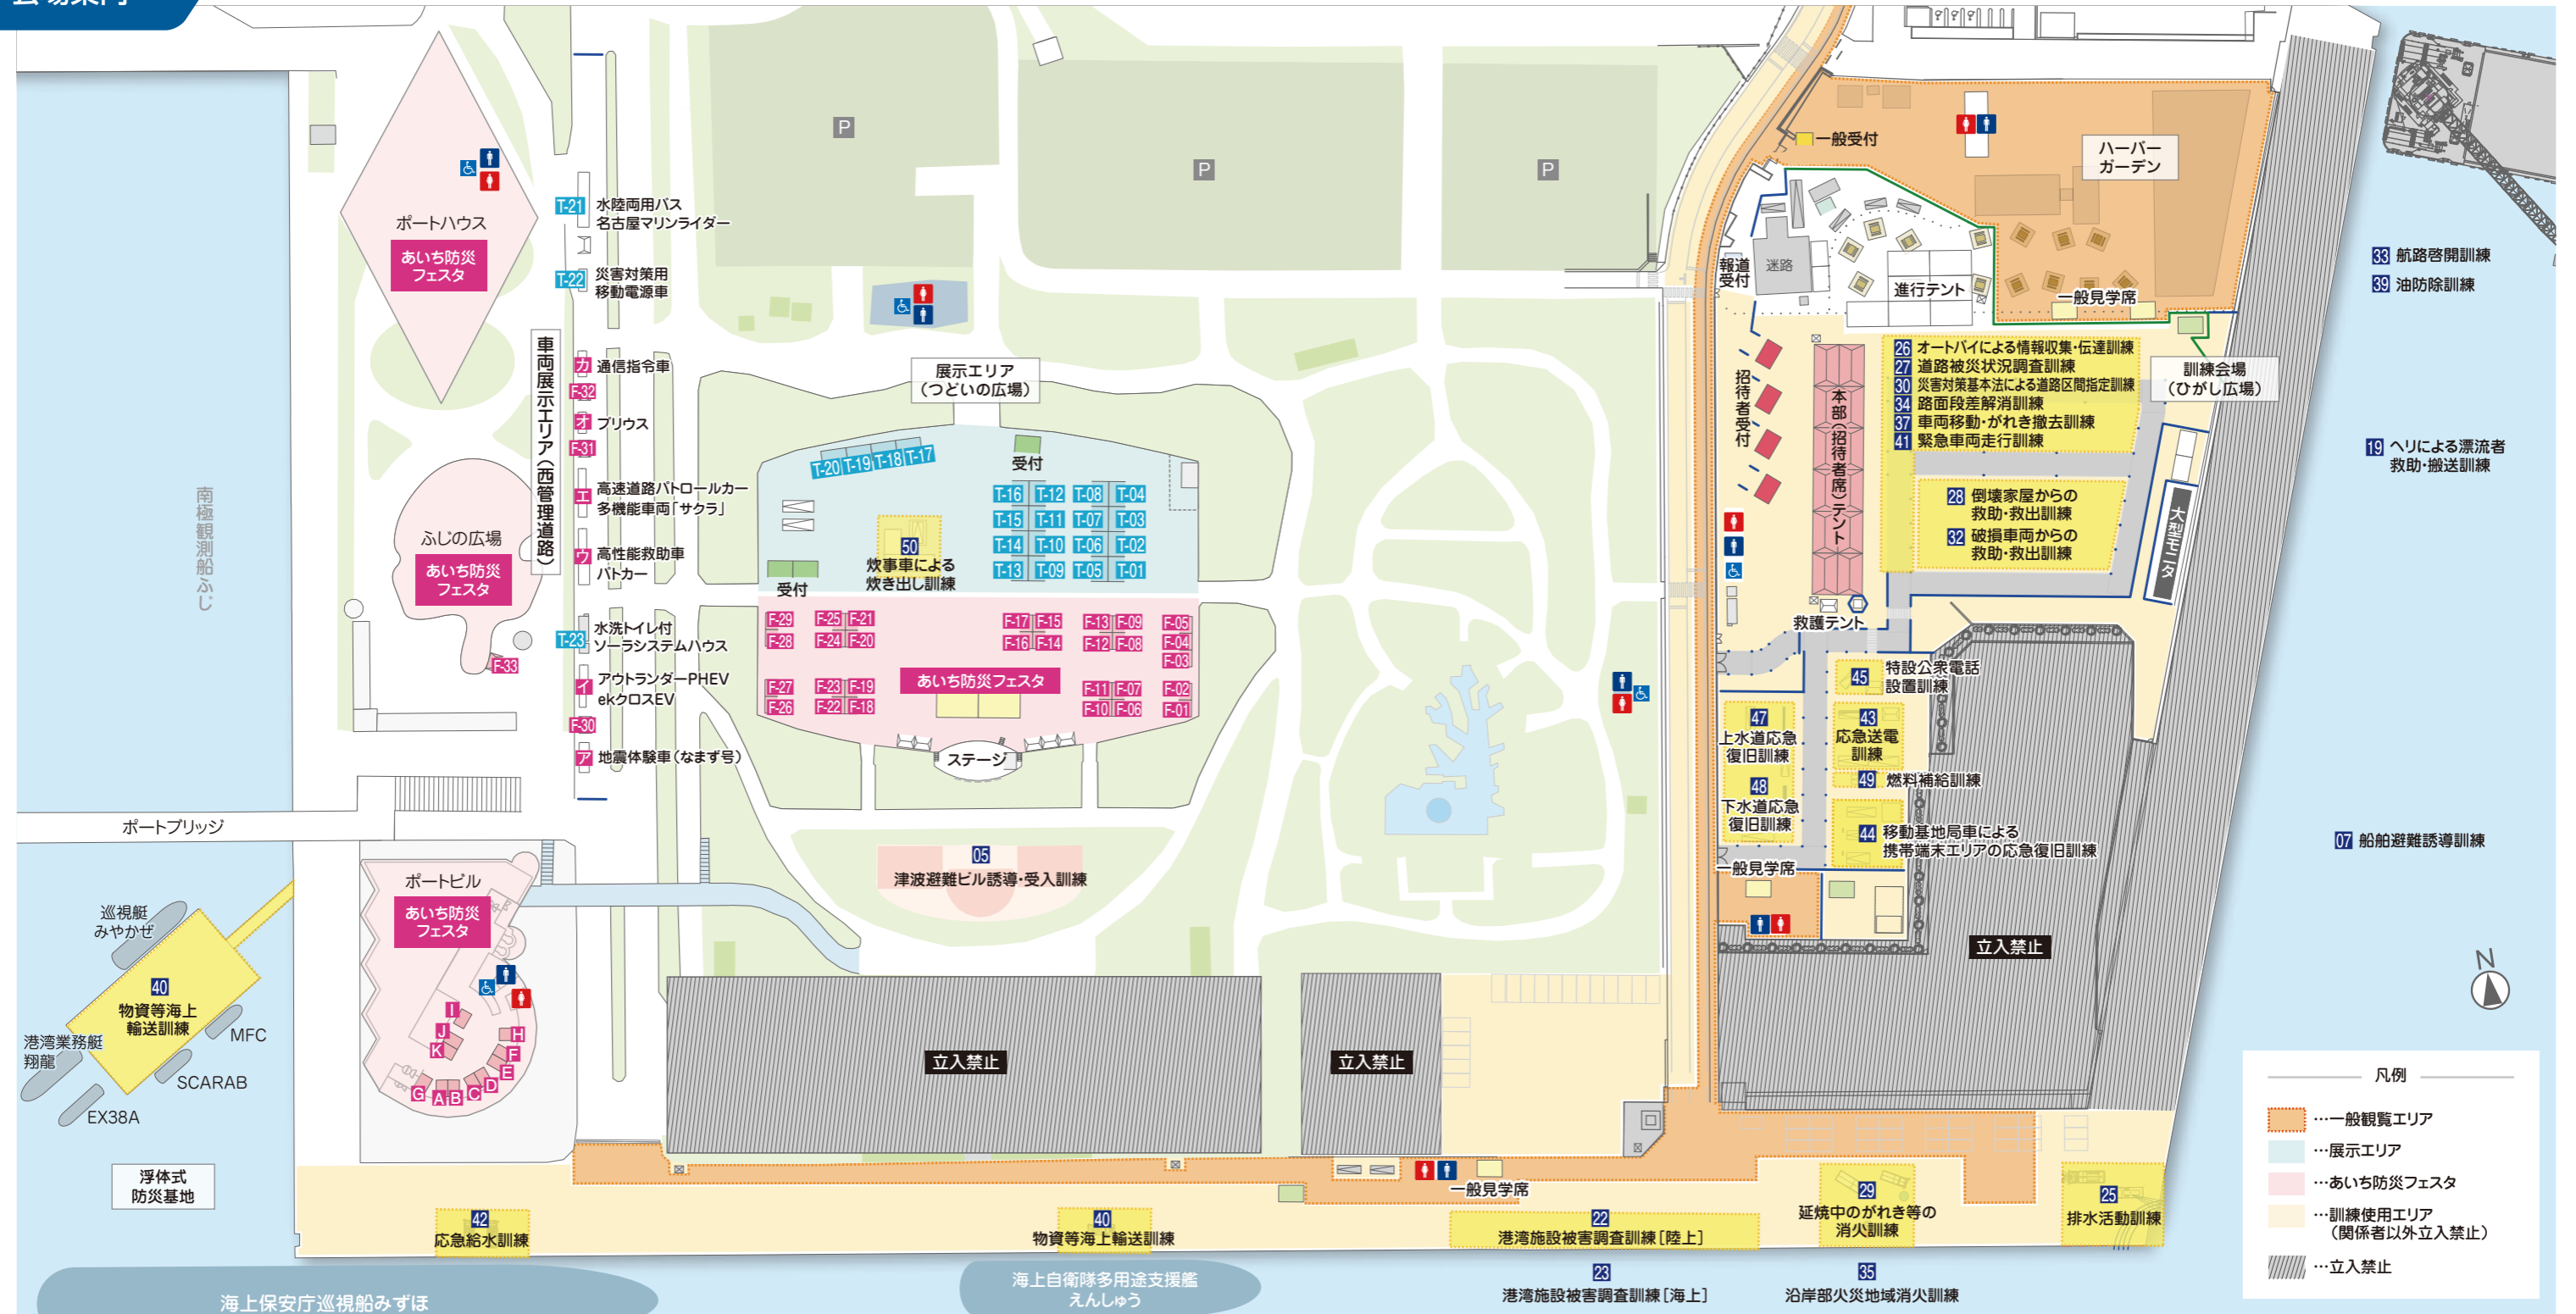 会場案内
P
P
P
ポートハウス
あいち防災
フェスタ
T-21 水陸両用バス
名古屋マリンライダー
T-22 災害対策用
移動電源車
車両展示エリア（西管理道路）
カ 通信指令車
F-32
オ プリウス
F-31
エ 高速道路パトロールカー
多機能車両「サクラ」
ウ 高性能救助車
パトカー
T-23 水洗トイレ付
ソーラシステムハウス
イ アウトランダーPHEV
ekクロスEV
F-30
ア 地震体験車（なまず号）
南極観測船ふじ
ふじの広場
あいち防災
フェスタ
F-33
ポートブリッジ
ポートビル
あいち防災
フェスタ
I
J
K
H
F
E
D
C
B
A
G
巡視艇
みやかぜ
40
物資等海上
輸送訓練
港湾業務艇
翔龍
MFC
SCARAB
EX38A
浮体式
防災基地
展示エリア
（つどいの広場）
T-20 T-19 T-18 T-17
受付
T-16 T-12 T-08 T-04
T-15 T-11 T-07 T-03
T-14 T-10 T-06 T-02
T-13 T-09 T-05 T-01
50
炊事車による
炊き出し訓練
受付
F-29 F-25 F-21 F-17 F-15 F-13 F-09 F-05
F-28 F-24 F-20 F-16 F-14 F-12 F-08 F-04
F-03
あいち防災フェスタ
F-27 F-23 F-19 F-11 F-07 F-02
F-26 F-22 F-18 F-10 F-06 F-01
ステージ
05
津波避難ビル誘導・受入訓練
立入禁止
立入禁止
立入禁止
一般受付
ハーバー
ガーデン
報道
受付
迷路
進行テント
一般見学席
招待者受付
本部（招待者席）テント
26 オートバイによる情報収集・伝達訓練
27 道路被災状況調査訓練
30 災害対策基本法による道路区間指定訓練
34 路面段差解消訓練
37 車両移動・がれき撤去訓練
41 緊急車両走行訓練
訓練会場
（ひがし広場）
28 倒壊家屋からの
救助・救出訓練
32 破損車両からの
救助・救出訓練
大型モニタ
救護テント
45 特設公衆電話
設置訓練
47
上水道応急
復旧訓練
43
応急送電
訓練
49 燃料補給訓練
48
下水道応急
復旧訓練
44 移動基地局車による
携帯端末エリアの応急復旧訓練
一般見学席
33 航路啓開訓練
39 油防除訓練
19 ヘリによる漂流者
救助・搬送訓練
07 船舶避難誘導訓練
N
一般見学席
42
応急給水訓練
40
物資等海上輸送訓練
22
港湾施設被害調査訓練［陸上］
29
延焼中のがれき等の
消火訓練
25
排水活動訓練
23
港湾施設被害調査訓練［海上］
35
沿岸部火災地域消火訓練
海上保安庁巡視船みずほ
海上自衛隊多用途支援艦
えんしゅう
凡例
…一般観覧エリア
…展示エリア
…あいち防災フェスタ
…訓練使用エリア
（関係者以外立入禁止）
…立入禁止